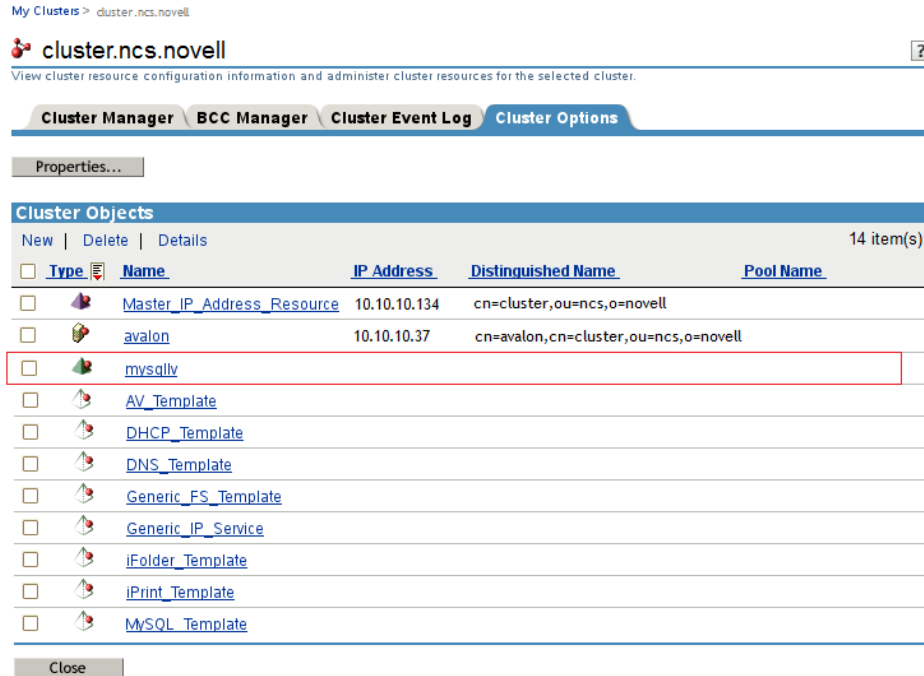 My Clusters > cluster.ncs.novell
cluster.ncs.novell
?
View cluster resource configuration information and administer cluster resources for the selected cluster.
Cluster Manager BCC Manager Cluster Event Log Cluster Options
Properties...
Cluster Objects
New | Delete | Details 14 item(s)
Type Name IP Address Distinguished Name Pool Name
Master_IP_Address_Resource 10.10.10.134 cn=cluster,ou=ncs,o=novell
avalon 10.10.10.37 cn=avalon,cn=cluster,ou=ncs,o=novell
mysqllv
AV_Template
DHCP_Template
DNS_Template
Generic_FS_Template
Generic_IP_Service
iFolder_Template
iPrint_Template
MySQL_Template
Close